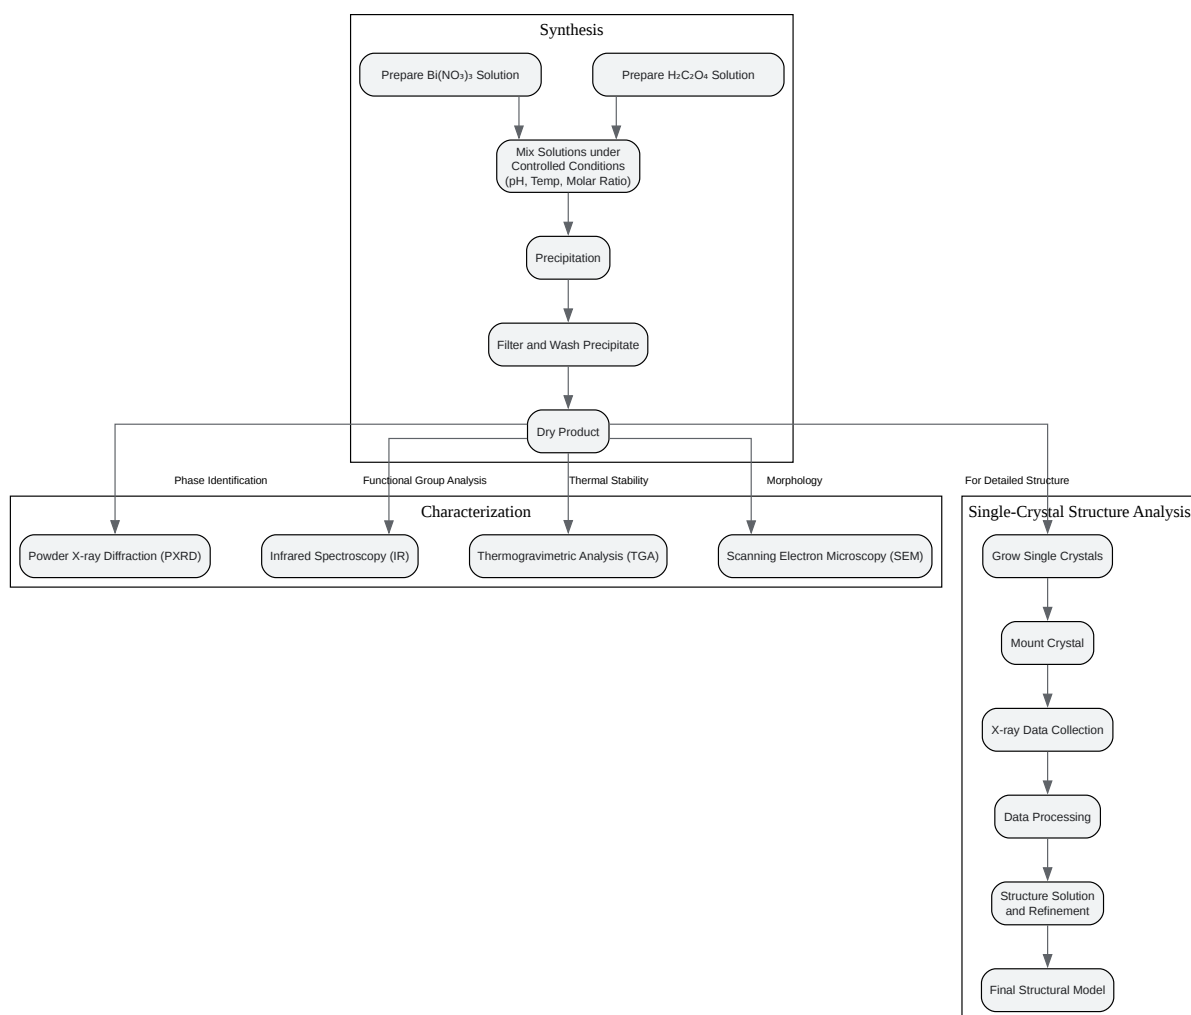 Synthesis
Prepare Bi(NO₃)₃ Solution
Prepare H₂C₂O₄ Solution
Mix Solutions under
Controlled Conditions
(pH, Temp, Molar Ratio)
Precipitation
Filter and Wash Precipitate
Dry Product
Phase Identification
Functional Group Analysis
Thermal Stability
Morphology
For Detailed Structure
Characterization
Powder X-ray Diffraction (PXRD)
Infrared Spectroscopy (IR)
Thermogravimetric Analysis (TGA)
Scanning Electron Microscopy (SEM)
Single-Crystal Structure Analysis
Grow Single Crystals
Mount Crystal
X-ray Data Collection
Data Processing
Structure Solution
and Refinement
Final Structural Model